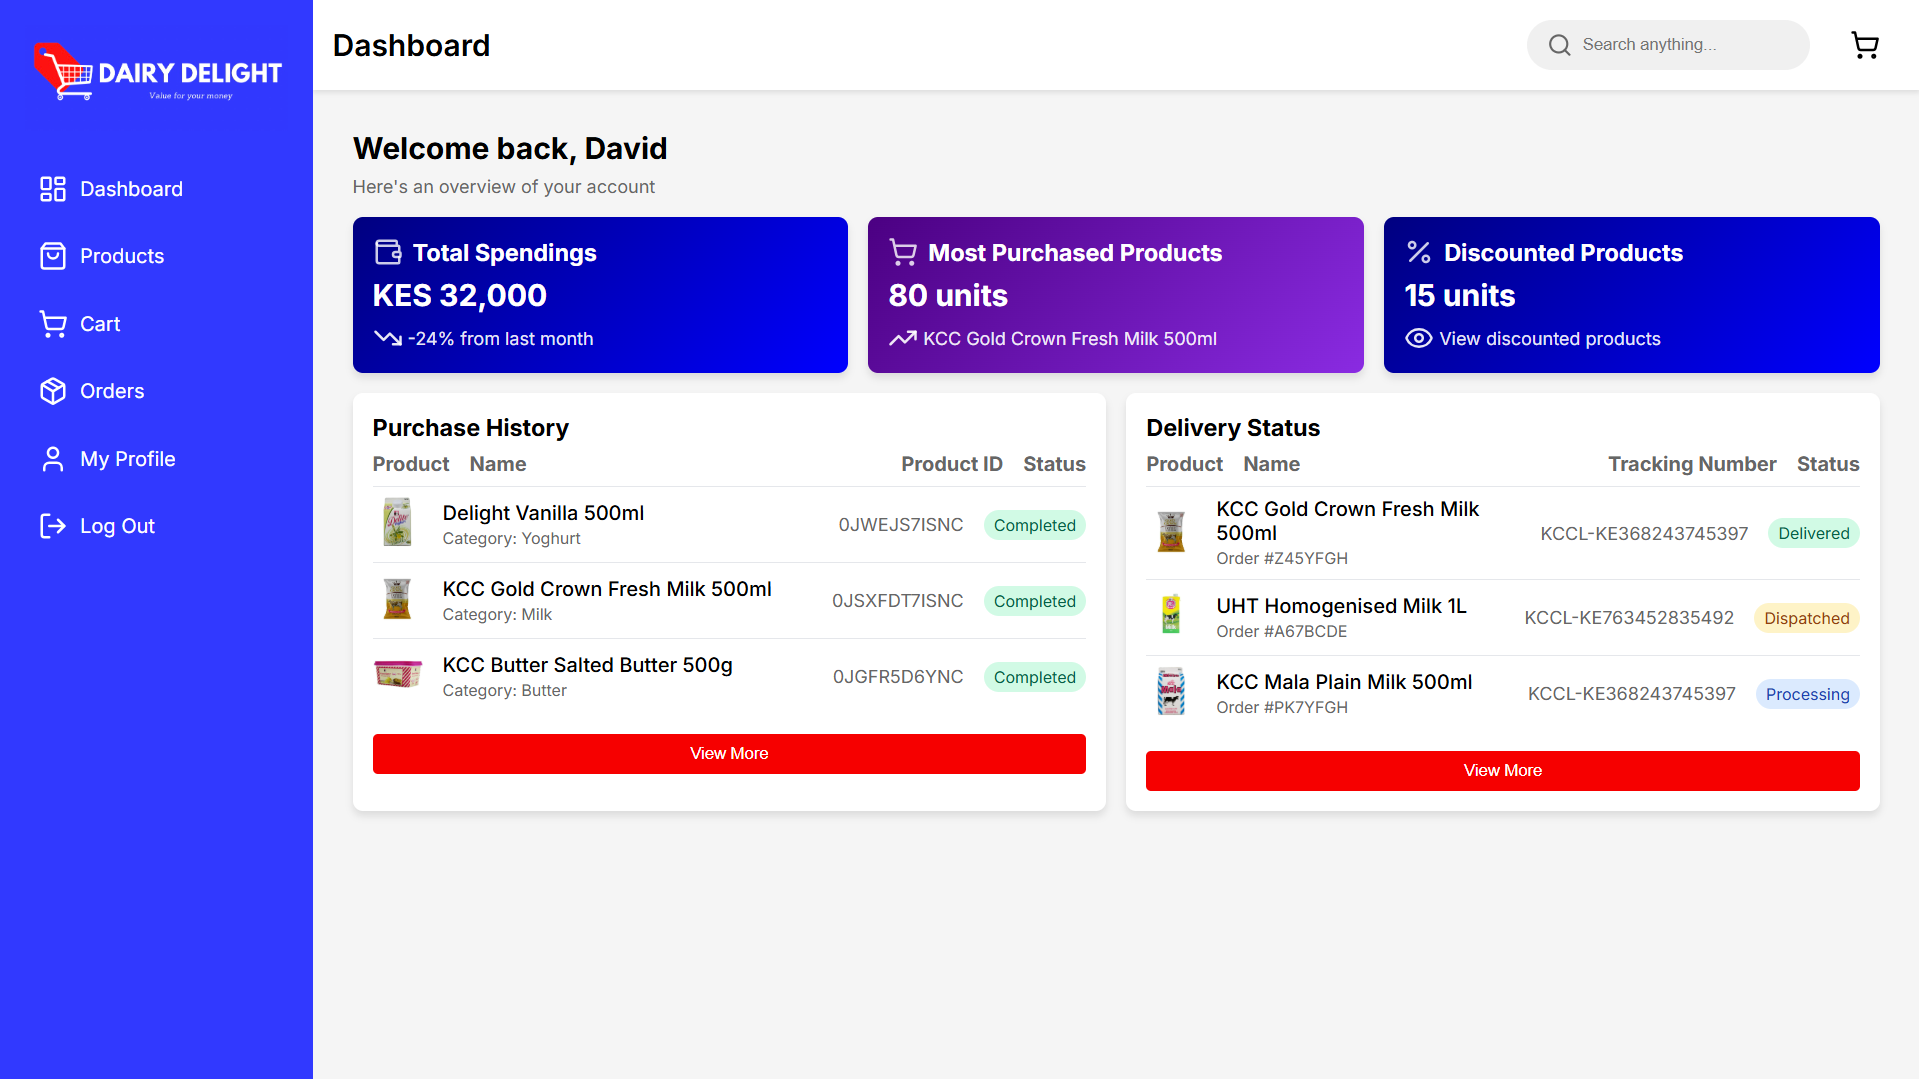 DAIRY DELIGHT
Value for your money
Dashboard
Products
Cart
Orders
My Profile
Log Out
Dashboard
Search anything...
Welcome back, David
Here's an overview of your account
Total Spendings
KES 32,000
-24% from last month
Most Purchased Products
80 units
KCC Gold Crown Fresh Milk 500ml
Discounted Products
15 units
View discounted products
Purchase History
Product Name Product ID Status
Delight Vanilla 500ml
Category: Yoghurt
0JWEJS7ISNC Completed
KCC Gold Crown Fresh Milk 500ml
Category: Milk
0JSXFDT7ISNC Completed
KCC Butter Salted Butter 500g
Category: Butter
0JGFR5D6YNC Completed
View More
Delivery Status
Product Name Tracking Number Status
KCC Gold Crown Fresh Milk
500ml
Order #Z45YFGH
KCCL-KE368243745397 Delivered
UHT Homogenised Milk 1L
Order #A67BCDE
KCCL-KE763452835492 Dispatched
KCC Mala Plain Milk 500ml
Order #PK7YFGH
KCCL-KE368243745397 Processing
View More